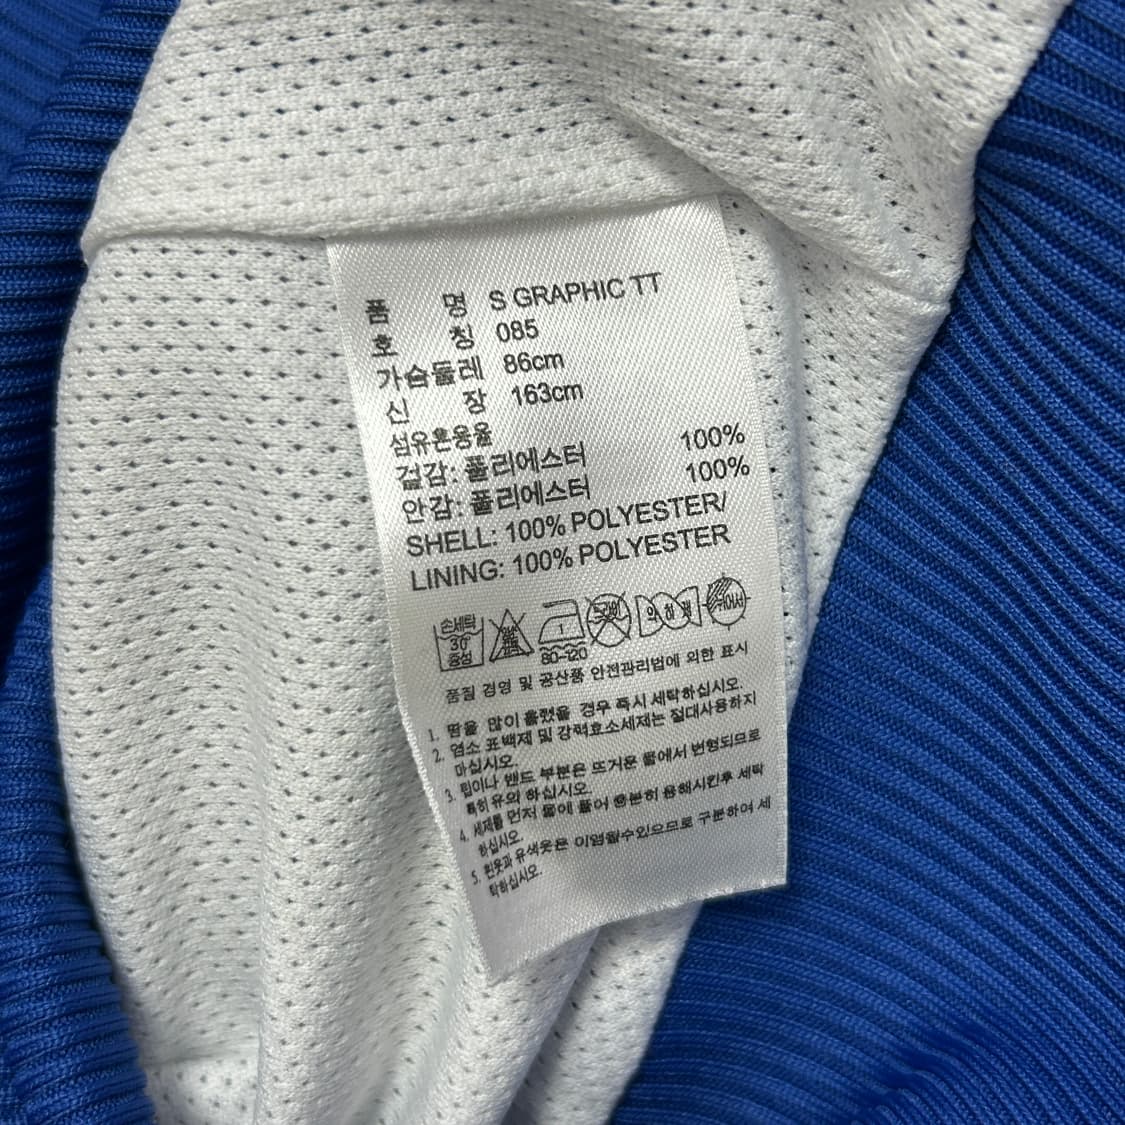 품 명 S GRAPHIC TT
호 칭 085
가슴둘레 86cm
신 장 163cm
섬유혼용율
겉감: 폴리에스터 100%
안감: 폴리에스터 100%
SHELL: 100% POLYESTER/
LINING: 100% POLYESTER
손세탁
30°
중성
80-120
드라이
약하게
뉘어서
품질 경영 및 공산품 안전관리법에 의한 표시
1. 땀을 많이 흘렸을 경우 즉시 세탁하십시오.
2. 염소 표백제 및 강력효소세제는 절대사용하지
마십시오.
3. 립이나 밴드 부분은 뜨거운 물에서 변형되므로
특히 유의 하십시오.
4. 세제를 먼저 물에 풀어 충분히 용해시킨후 세탁
하십시오.
5. 흰옷과 유색옷은 이염될수있으므로 구분하여 세
탁하십시오.